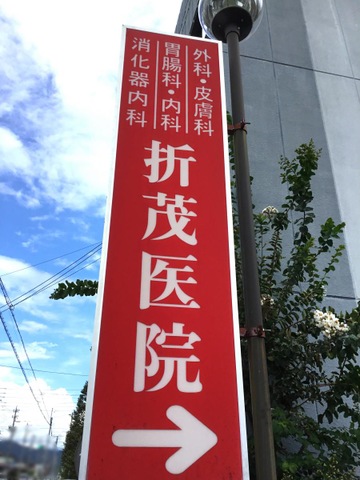 外科・皮膚科
胃腸科・内科
消化器内科
折茂医院